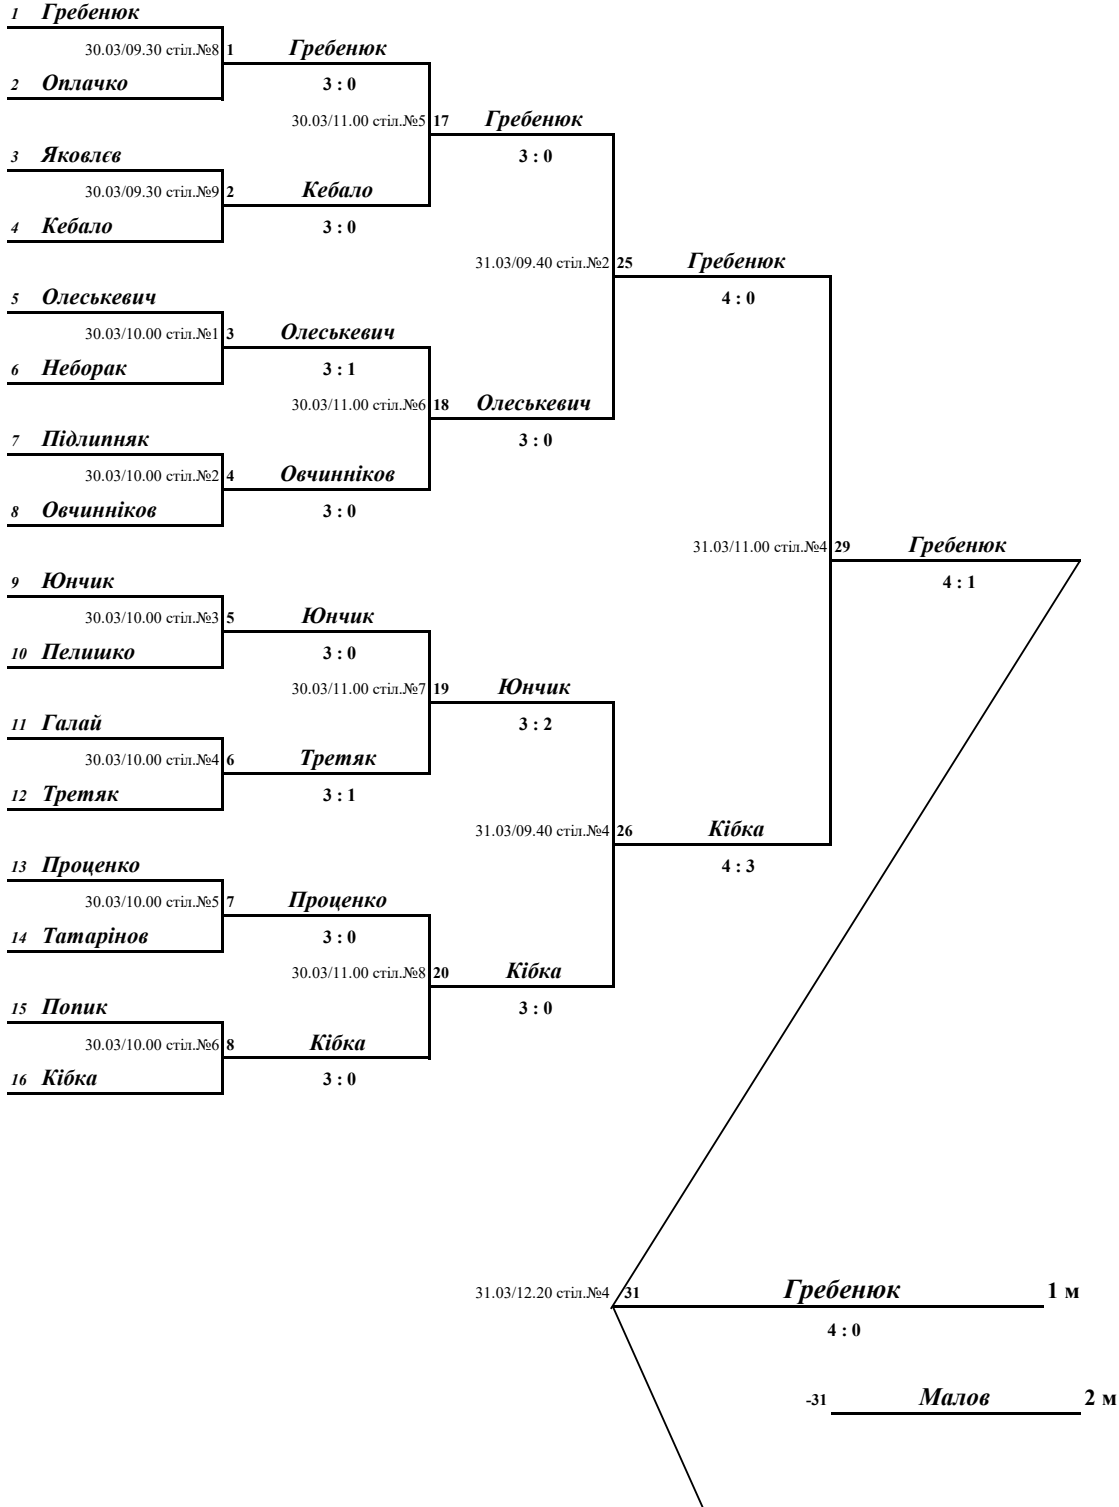 1 Гребенюк
30.03/09.30 стіл.№8 1 Гребенюк
2 Оплачко 3 : 0
30.03/11.00 стіл.№5 17 Гребенюк
3 Яковлєв 3 : 0
30.03/09.30 стіл.№9 2 Кебало
4 Кебало 3 : 0
31.03/09.40 стіл.№2 25 Гребенюк
5 Олеськевич 4 : 0
30.03/10.00 стіл.№1 3 Олеськевич
6 Неборак 3 : 1
30.03/11.00 стіл.№6 18 Олеськевич
7 Підлипняк 3 : 0
30.03/10.00 стіл.№2 4 Овчинніков
8 Овчинніков 3 : 0
31.03/11.00 стіл.№4 29 Гребенюк
9 Юнчик 4 : 1
30.03/10.00 стіл.№3 5 Юнчик
10 Пелишко 3 : 0
30.03/11.00 стіл.№7 19 Юнчик
11 Галай 3 : 2
30.03/10.00 стіл.№4 6 Третяк
12 Третяк 3 : 1
31.03/09.40 стіл.№4 26 Кібка
13 Проценко 4 : 3
30.03/10.00 стіл.№5 7 Проценко
14 Татарінов 3 : 0
30.03/11.00 стіл.№8 20 Кібка
15 Попик 3 : 0
30.03/10.00 стіл.№6 8 Кібка
16 Кібка 3 : 0
31.03/12.20 стіл.№4 31 Гребенюк 1 м
4 : 0
-31 Малов 2 м